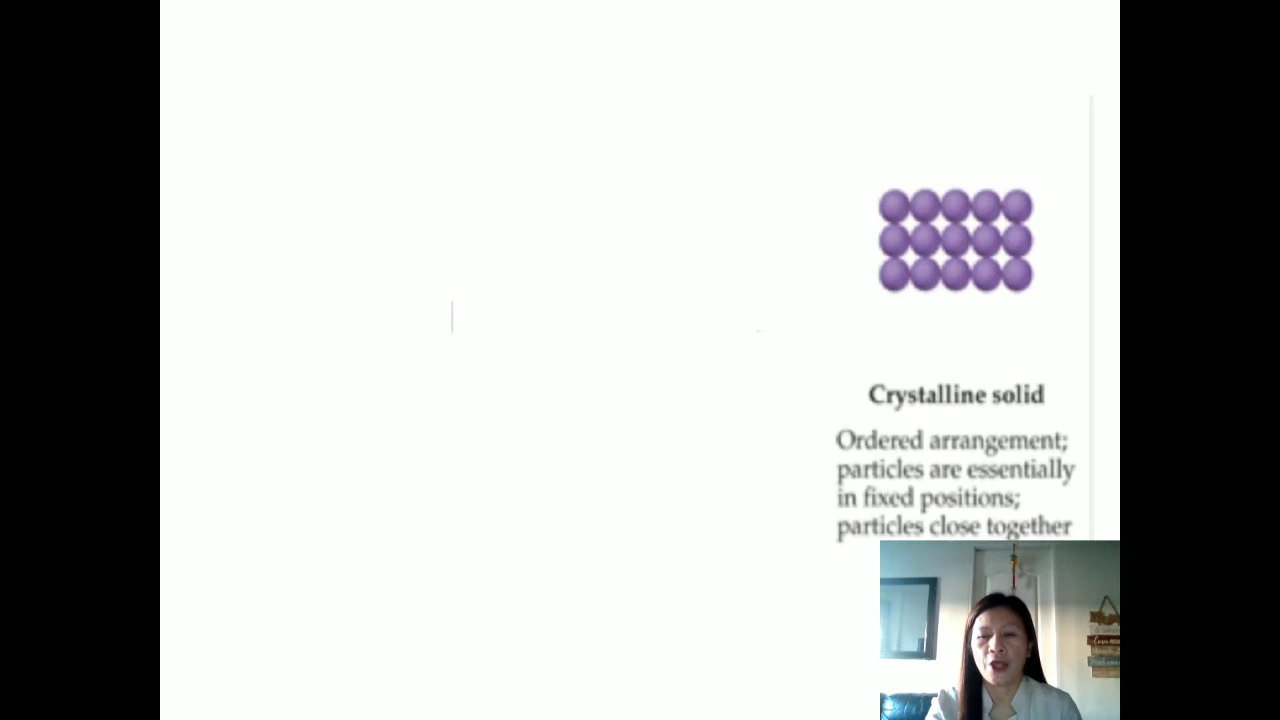 Crystalline solid
Ordered arrangement;
particles are essentially
in fixed positions;
particles close together